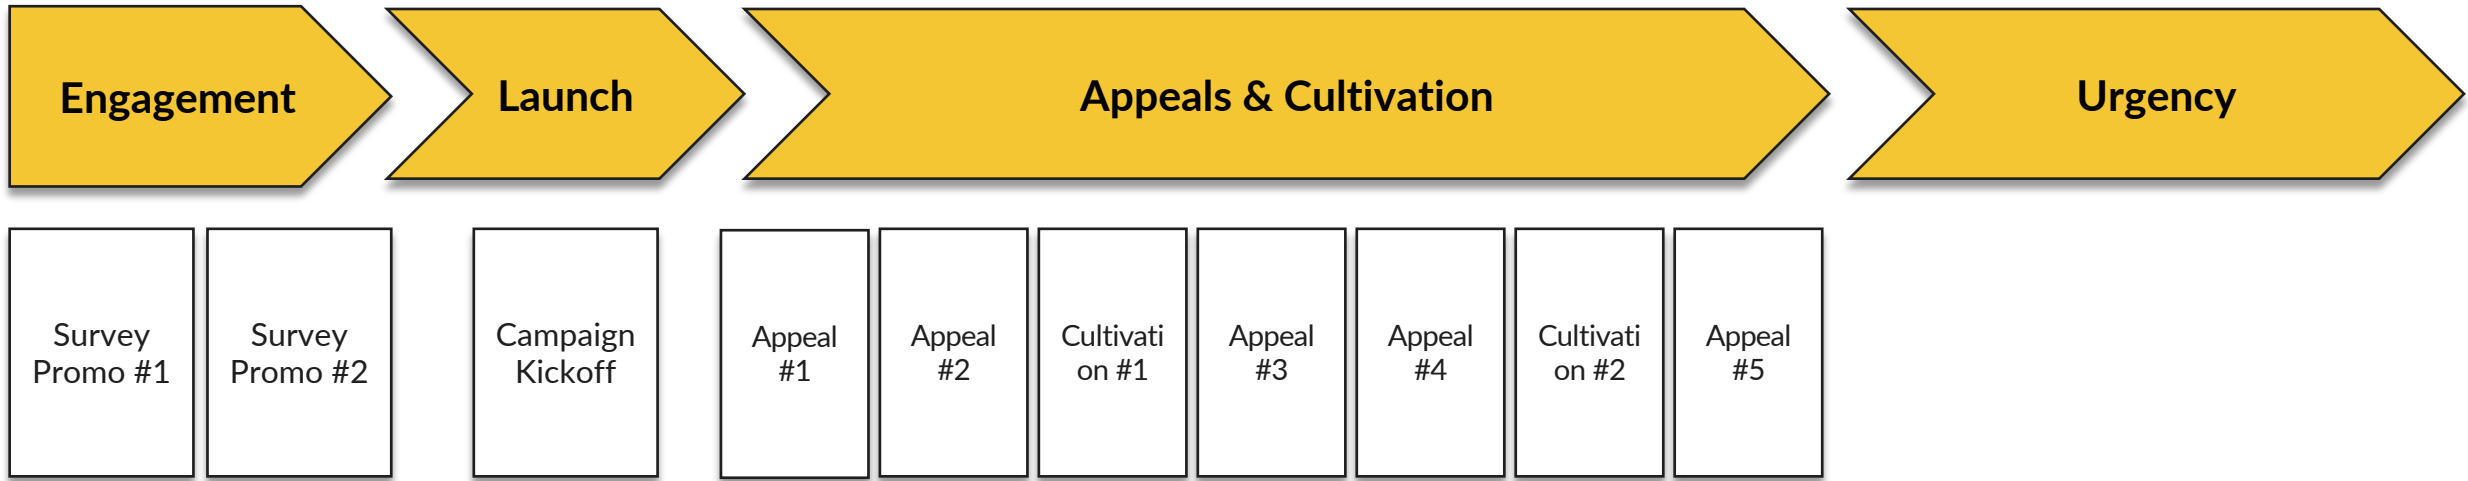 Engagement
Launch
Appeals & Cultivation
Urgency
Survey
Promo #1
Survey
Promo #2
Campaign
Kickoff
Appeal
#1
Appeal
#2
Cultivati
on #1
Appeal
#3
Appeal
#4
Cultivati
on #2
Appeal
#5